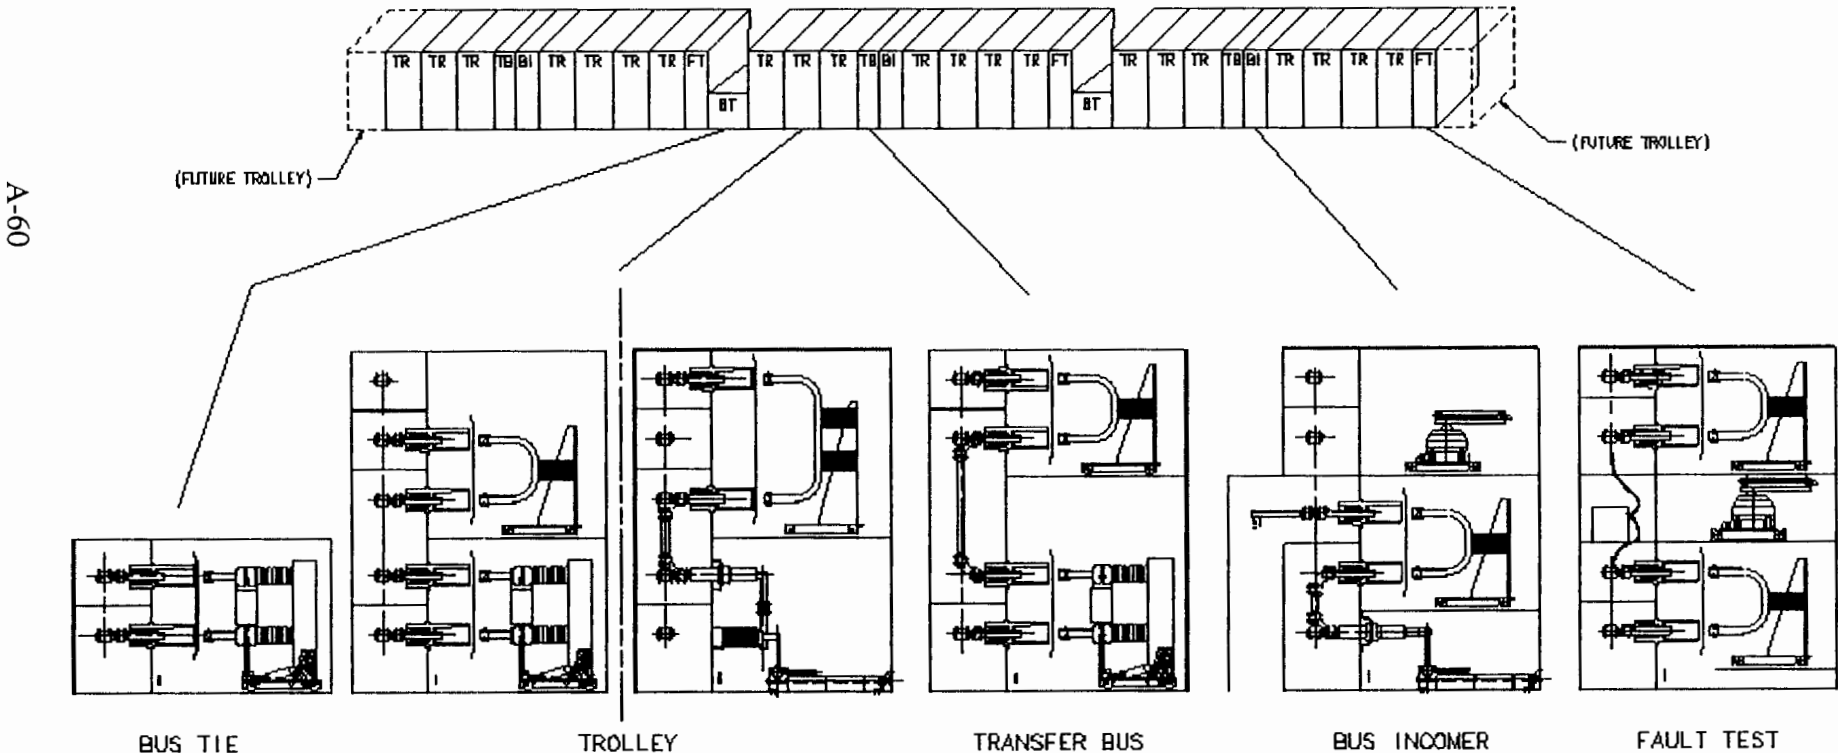 TR TR TR TB BI TR TR TR TR FT BT TR TR TR TB BI TR TR TR TR FT BT TR TR TR TB BI TR TR TR TR FT
(FUTURE TROLLEY)
(FUTURE TROLLEY)
A-60
BUS TIE
TROLLEY
TRANSFER BUS
BUS INCOMER
FAULT TEST